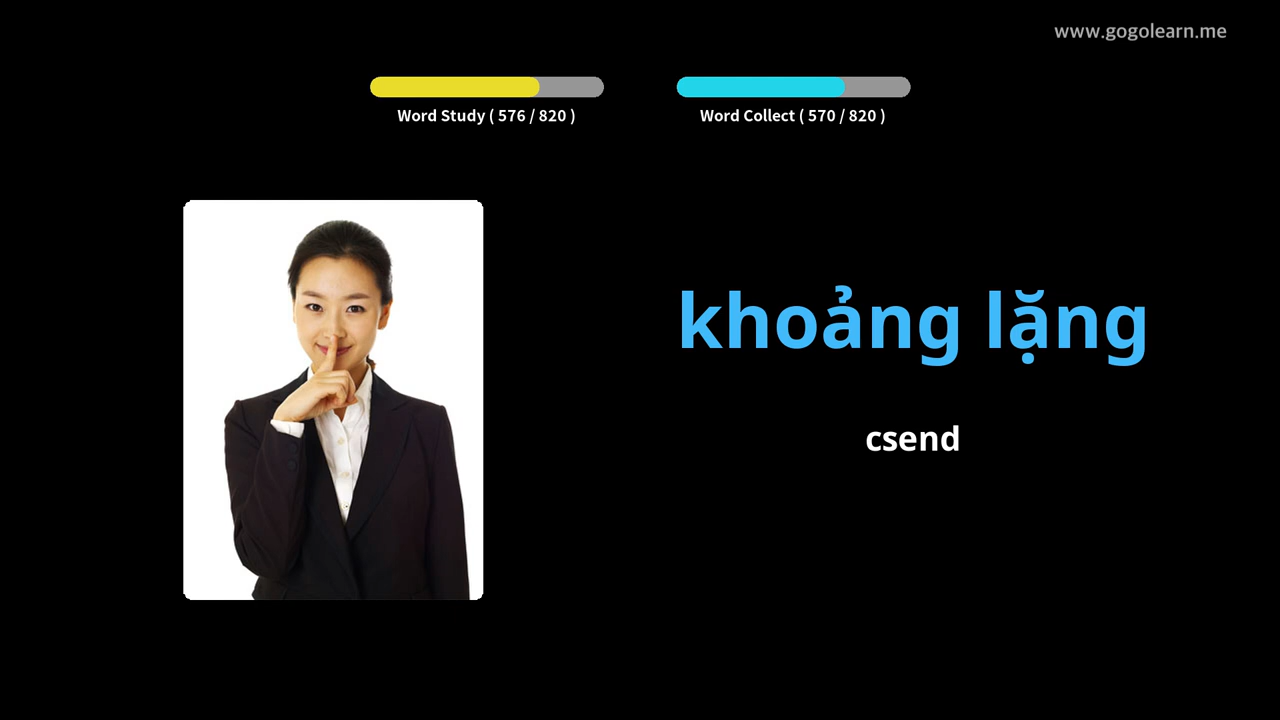 www.gogolearn.me
Word Study ( 576 / 820 )
Word Collect ( 570 / 820 )
khoảng lặng
csend